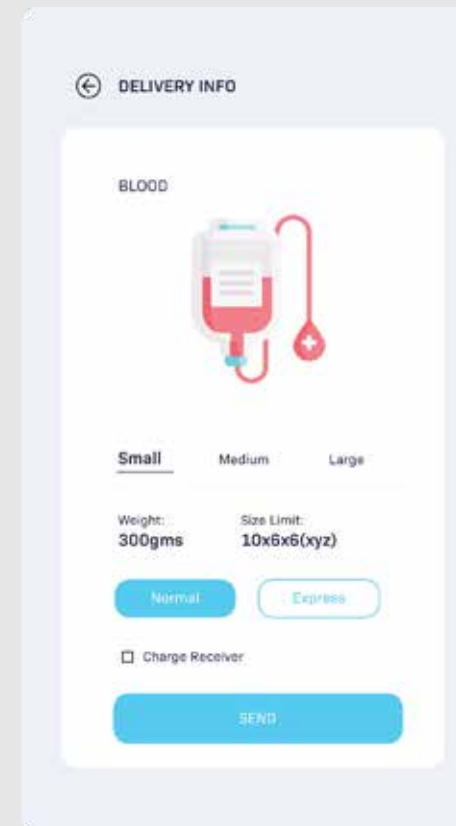 DELIVERY INFO
BLOOD
Small Medium Large
Weight: Size Limit:
300gms 10x6x6(xyz)
Normal Express
Charge Receiver
SEND